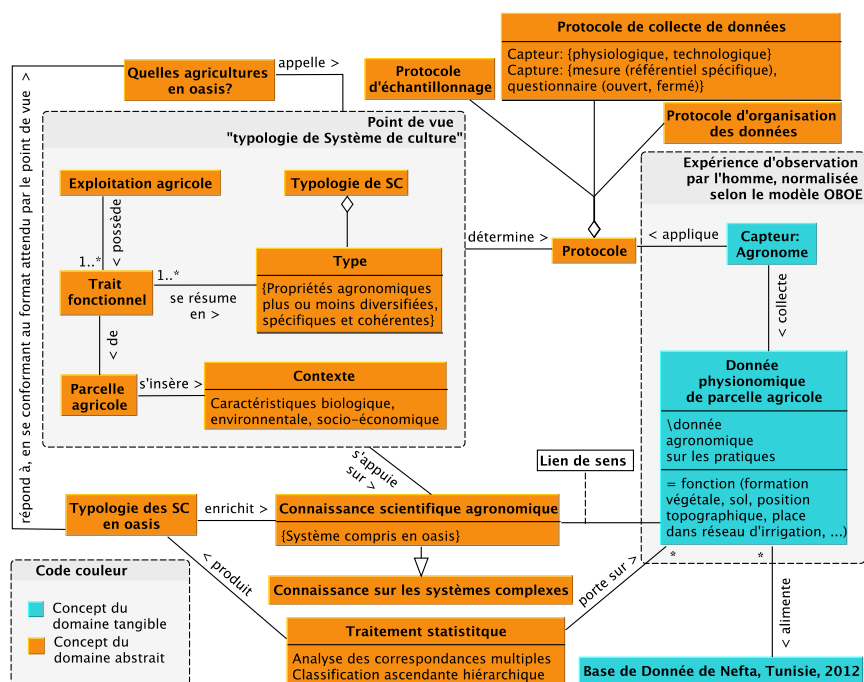 Protocole de collecte de données
Capteur: {physiologique, technologique}
Capture: {mesure (référentiel spécifique),
questionnaire (ouvert, fermé)}
appelle >
Quelles agricultures
en oasis?
Protocole
d'échantillonnage
Protocole d'organisation
des données
Point de vue
"typologie de Système de culture"
Expérience d'observation
par l'homme, normalisée
selon le modèle OBOE
Exploitation agricole
Typologie de SC
< possède
1..*
détermine >
Protocole
< applique
Capteur:
Agronome
Trait
fonctionnel
1..*
se résume
en >
Type
{Propriétés agronomiques
plus ou moins diversifiées,
spécifiques et cohérentes}
< collecte
< de
Parcelle
agricole
s'insère >
Contexte
Caractéristiques biologique,
environnentale, socio-économique
Donnée
physionomique
de parcelle agricole
\donnée
agronomique
sur les pratiques
= fonction (formation
végétale, sol, position
topographique, place
dans réseau d'irrigation, ...)
répond à, en se conformant au format attendu par le point de vue >
s'appuie
sur >
Lien de sens
Typologie des SC
en oasis
enrichit >
Connaissance scientifique agronomique
{Système compris en oasis}
Connaissance sur les systèmes complexes
< produit
porte sur >
*
*
< alimente
Code couleur
Concept du
domaine tangible
Concept du
domaine abstrait
Traitement statistitque
Analyse des correspondances multiples
Classification ascendante hiérarchique
Base de Donnée de Nefta, Tunisie, 2012